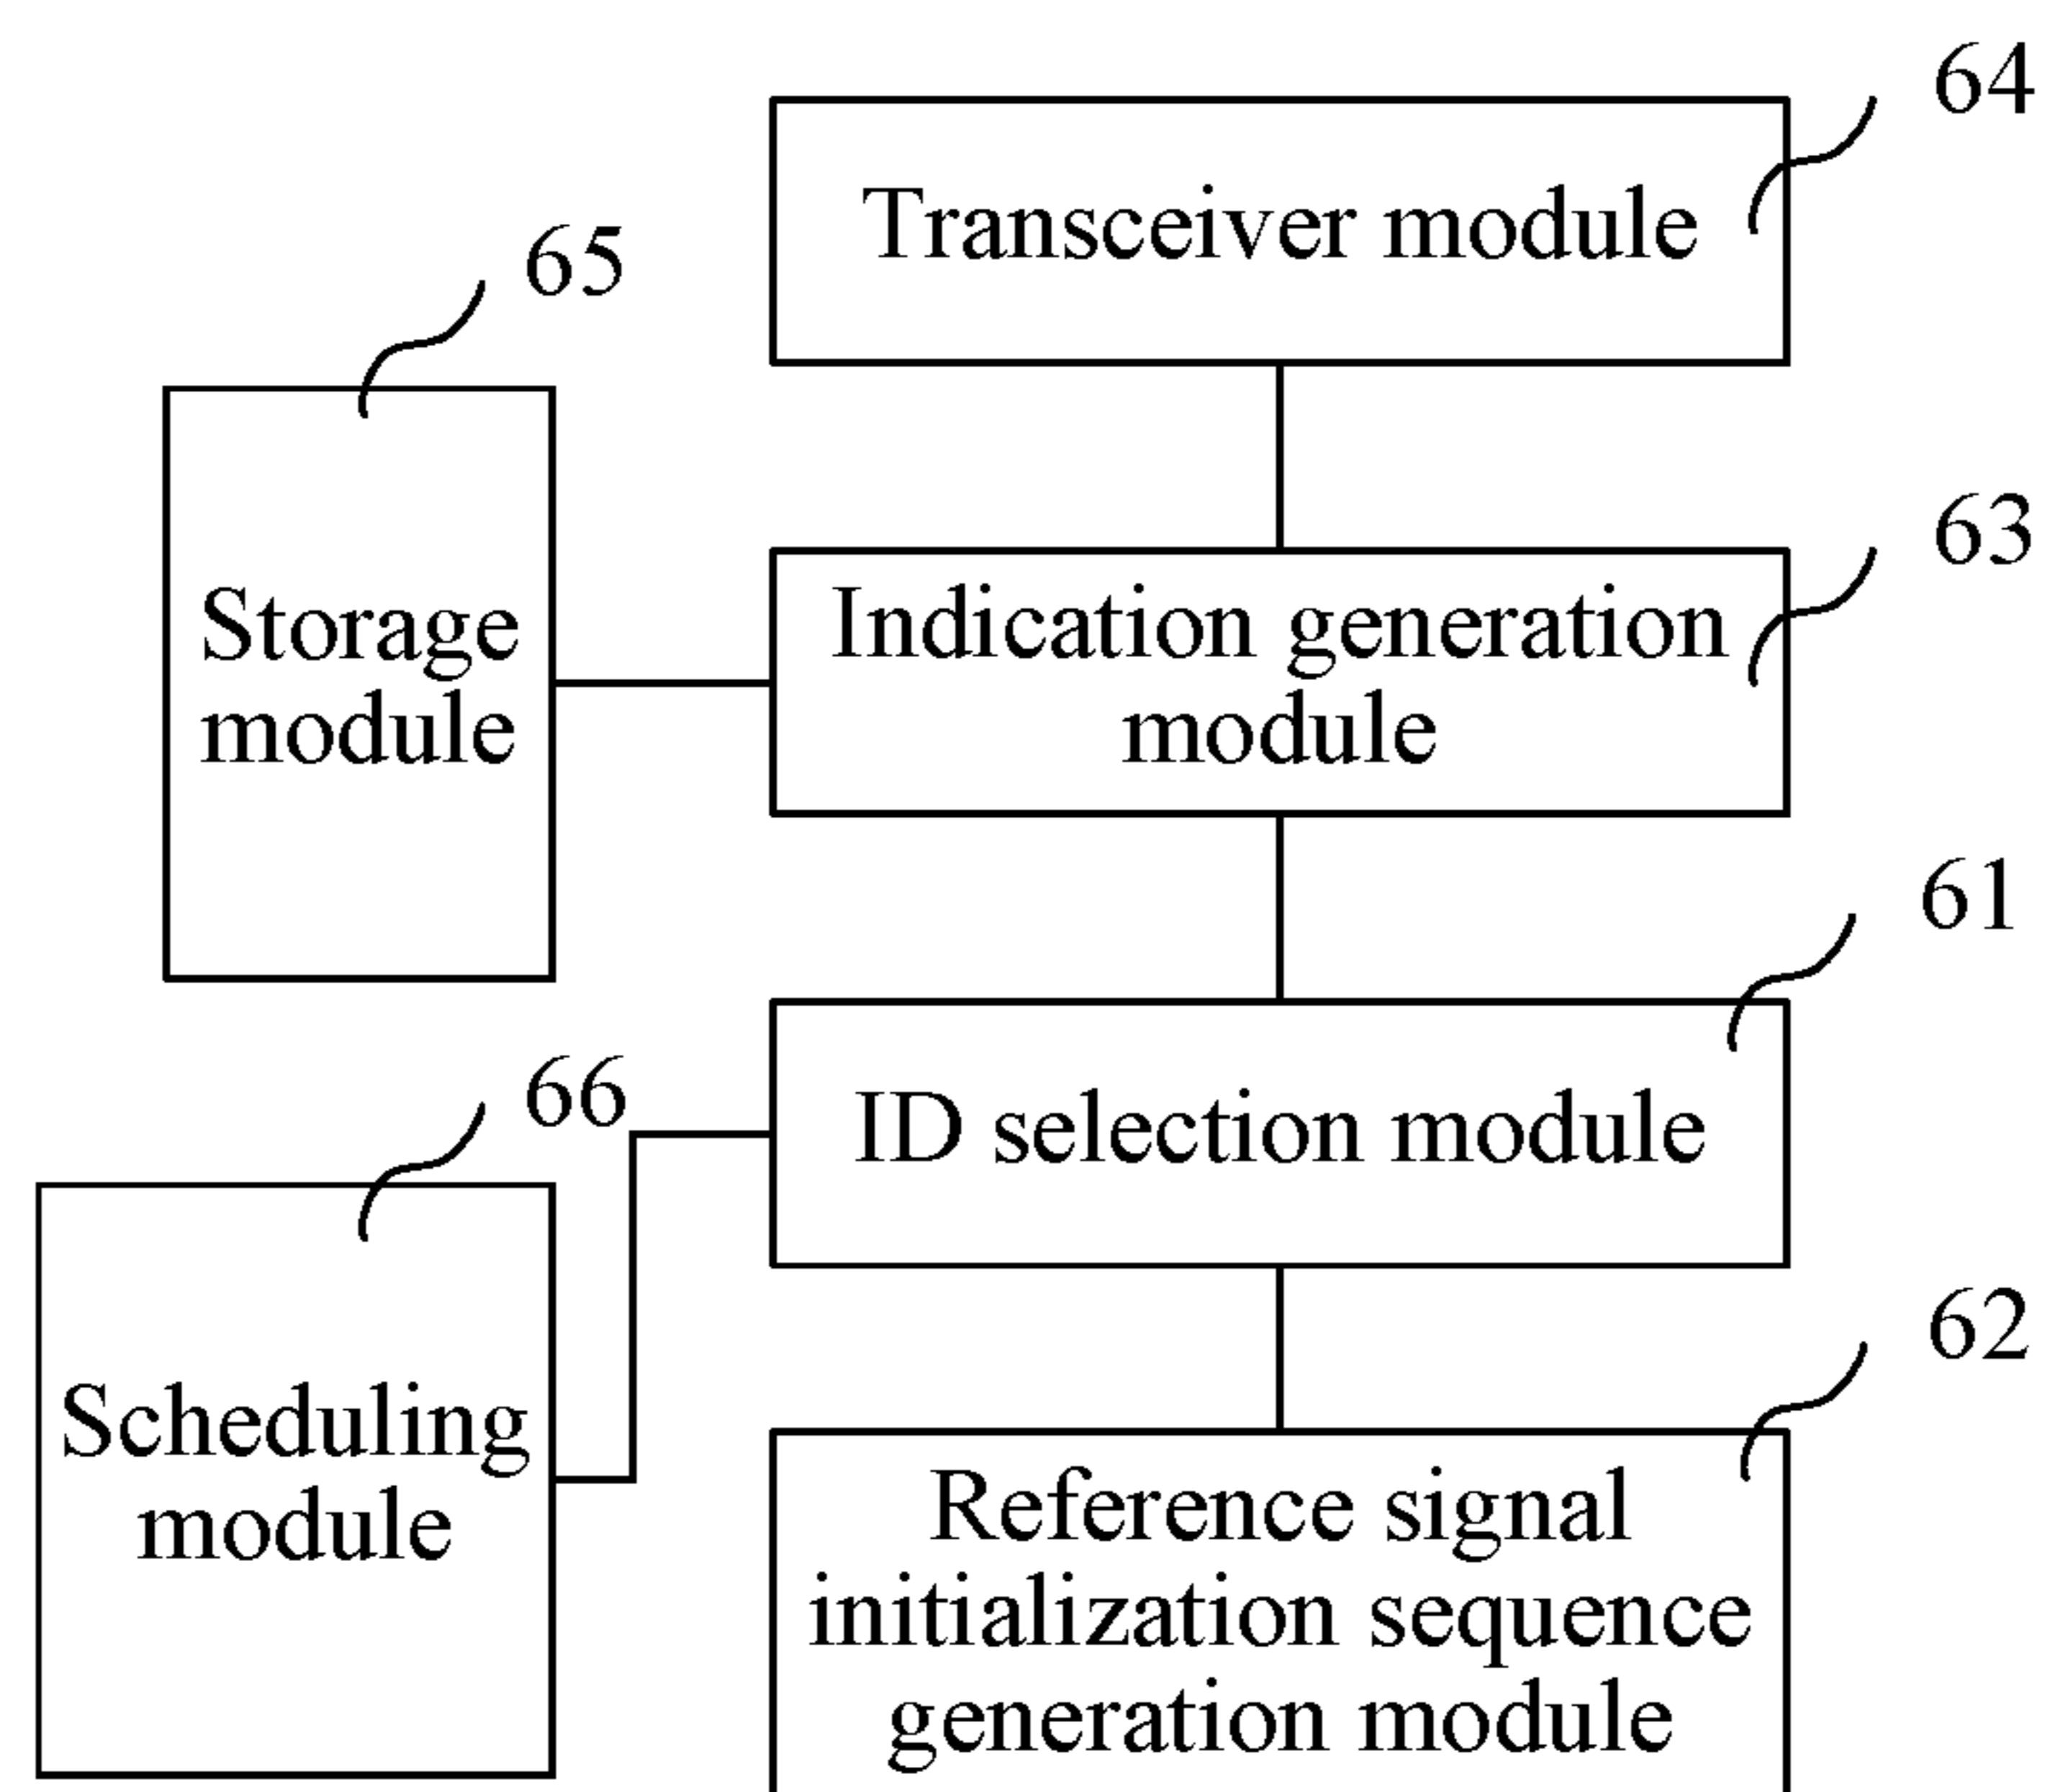 64
Transceiver module
65
63
Storage
module
Indication generation
module
61
66
ID selection module
62
Scheduling
module
Reference signal
initialization sequence
generation module